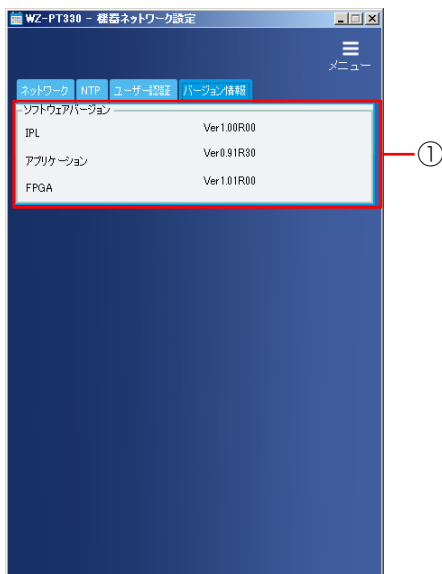 WZ-PT330 - 機器ネットワーク設定
メニュー
ネットワーク NTP ユーザー認証 バージョン情報
ソフトウェアバージョン
IPL Ver1.00R00
アプリケーション Ver0.91R30
FPGA Ver1.01R00
①